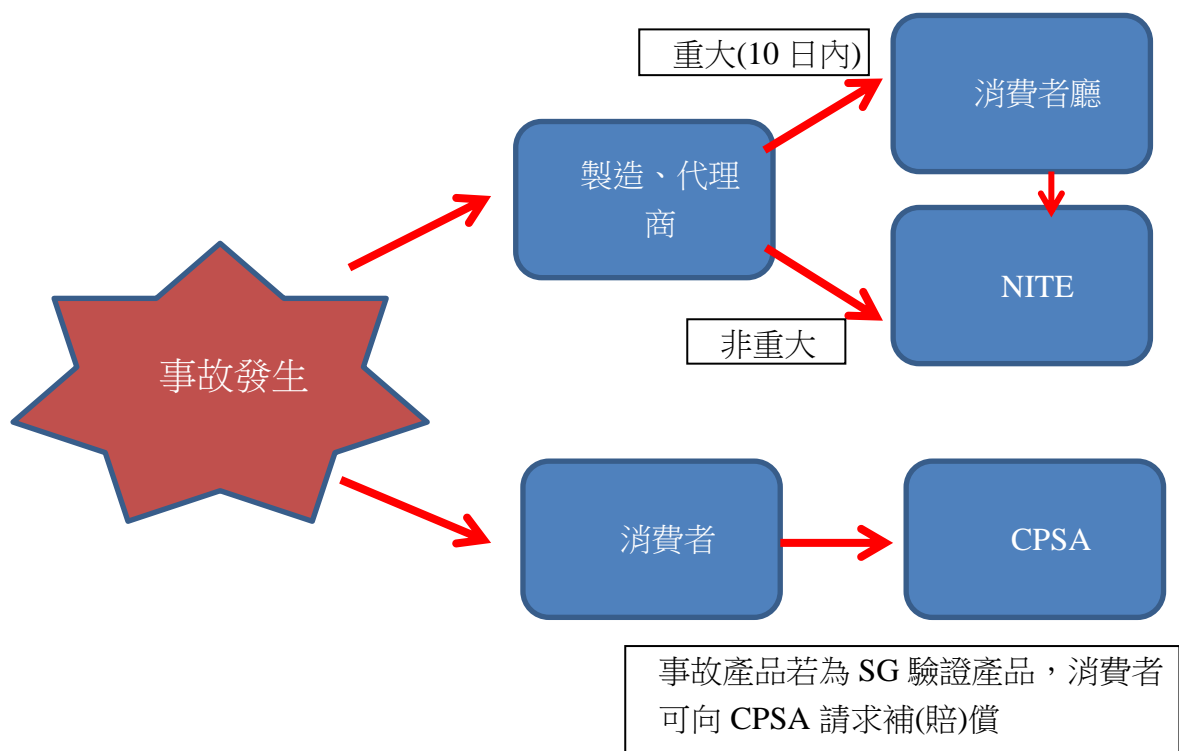 重大(10 日內)
消費者廳
製造、代理
商
NITE
非重大
事故發生
消費者
CPSA
事故產品若為 SG 驗證產品，消費者
可向 CPSA 請求補(賠)償